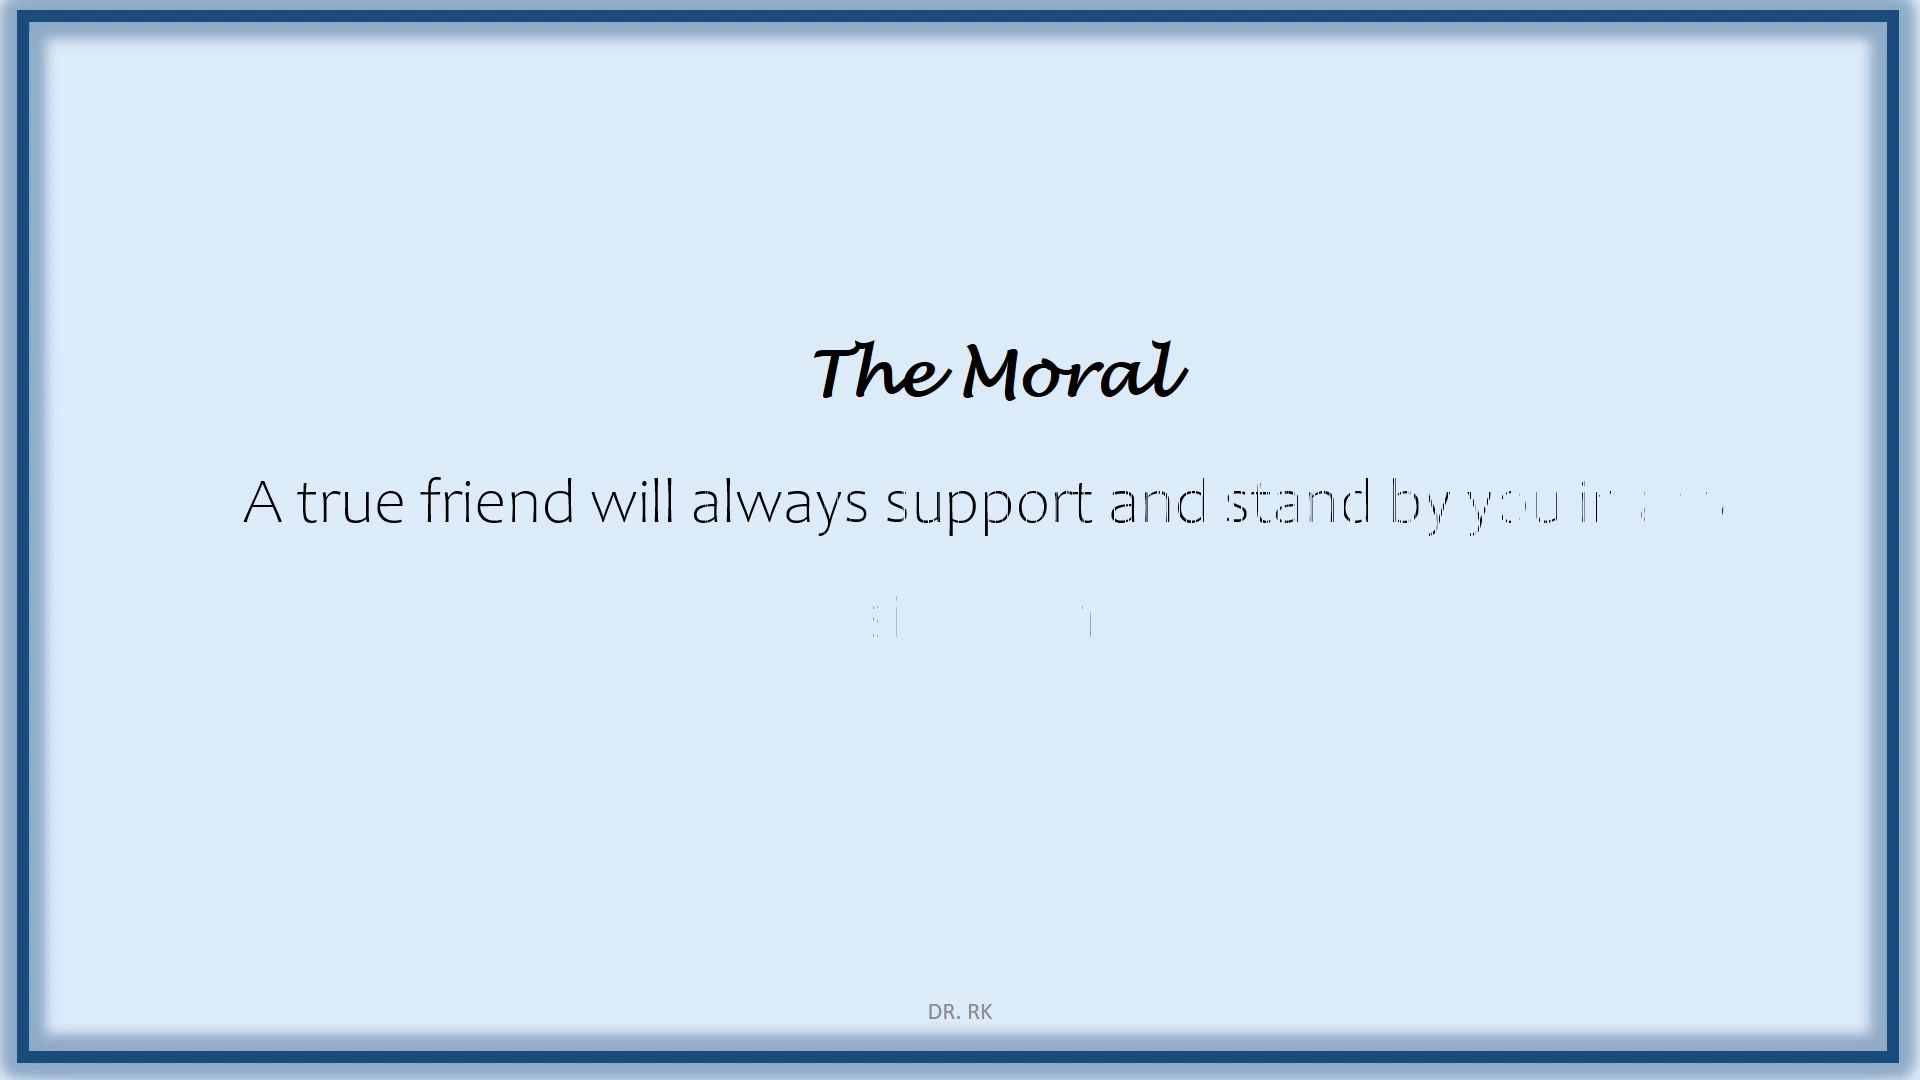 The Moral
A true friend will always support and stand by you in
DR. RK